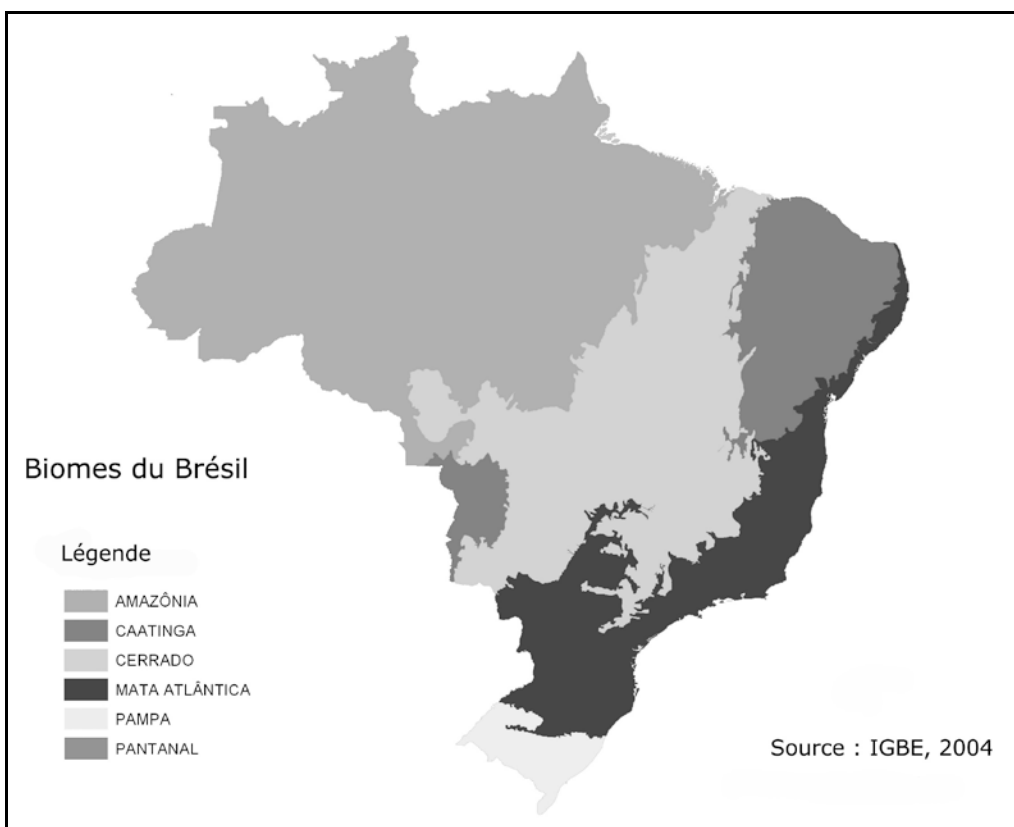 Biomes du Brésil
Légende
AMAZÔNIA
CAATINGA
CERRADO
MATA ATLÂNTICA
PAMPA
PANTANAL
Source : IGBE, 2004